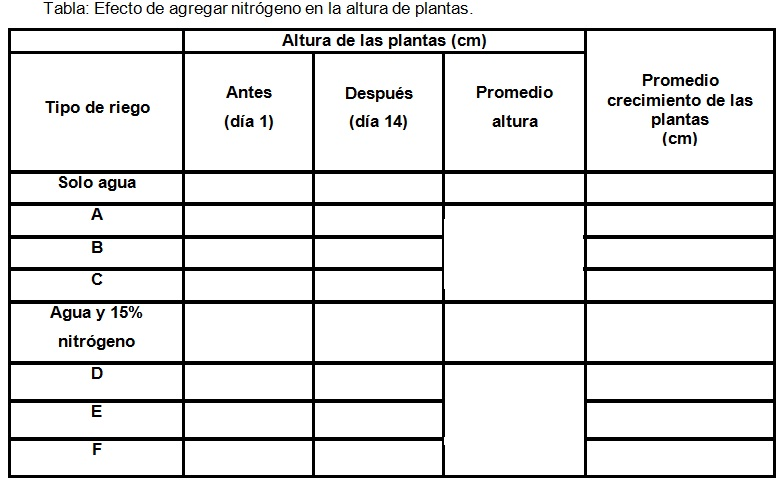 Tabla: Efecto de agregar nitrógeno en la altura de plantas.
Altura de las plantas (cm)
Tipo de riego
Antes
(día 1)
Después
(día 14)
Promedio
altura
Promedio
crecimiento de las
plantas
(cm)
Solo agua
A
B
C
Agua y 15%
nitrógeno
D
E
F